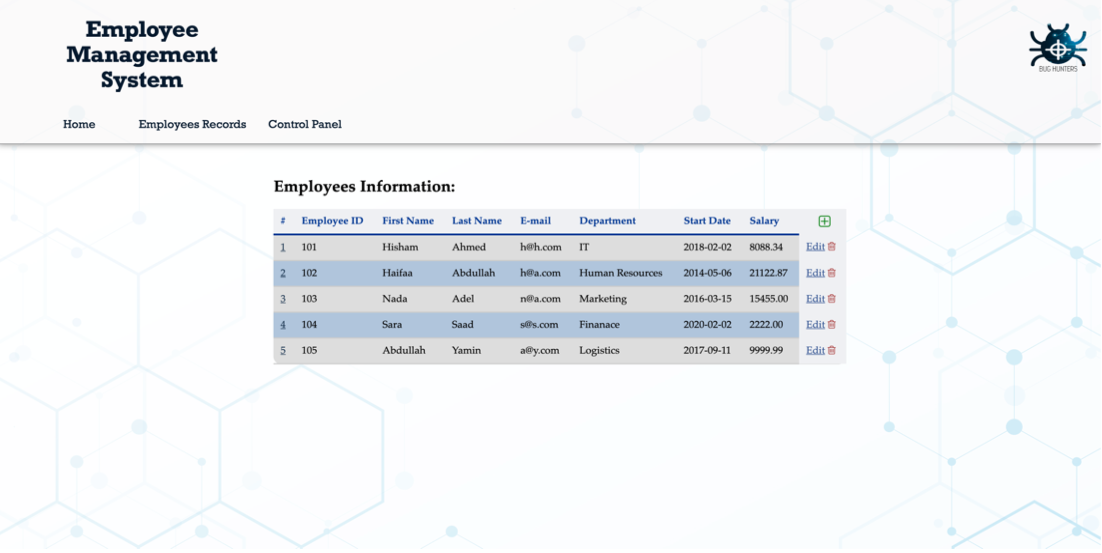 Employee
Management
System
BUG HUNTERS
Home Employees Records Control Panel
Employees Information:
# Employee ID First Name Last Name E-mail Department Start Date Salary
1 101 Hisham Ahmed h@h.com IT 2018-02-02 8088.34 Edit
2 102 Haifaa Abdullah h@a.com Human Resources 2014-05-06 21122.87 Edit
3 103 Nada Adel n@a.com Marketing 2016-03-15 15455.00 Edit
4 104 Sara Saad s@s.com Finanace 2020-02-02 2222.00 Edit
5 105 Abdullah Yamin a@y.com Logistics 2017-09-11 9999.99 Edit